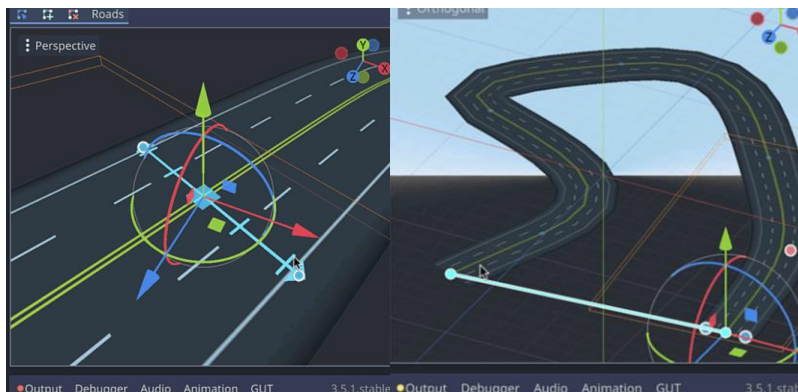 Roads
Perspective
Y
X
Z
Output Debugger Audio Animation GUT 3.5.1.stable
Orthogonal
Z
Output Debugger Audio Animation GUT 3.5.1.stab